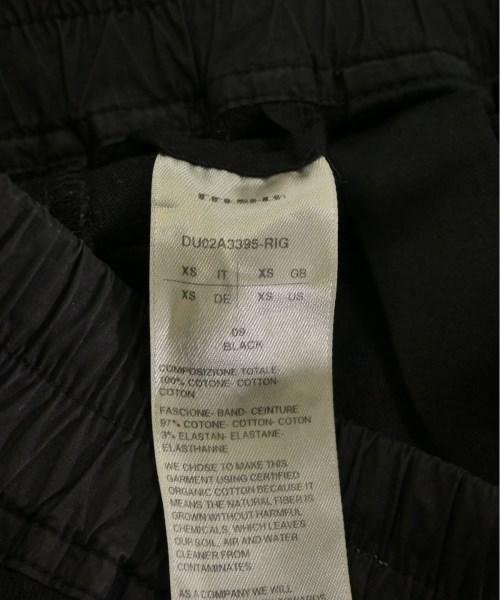 DU02A3395-RIG
XS IT XS GB
XS DE XS US
09
BLACK
COMPOSIZIONE TOTALE
100% COTONE- COTTON-
COTON
FASCIONE- BAND- CEINTURE
97% COTONE- COTTON- COTON
3% ELASTAN- ELASTANE-
ELASTHANNE
WE CHOSE TO MAKE THIS
GARMENT USING CERTIFIED
ORGANIC COTTON BECAUSE IT
MEANS THE NATURAL FIBER IS
GROWN WITHOUT HARMFUL
CHEMICALS, WHICH LEAVES
OUR SOIL, AIR AND WATER
CLEANER FROM
CONTAMINATES
AS A COMPANY WE WILL